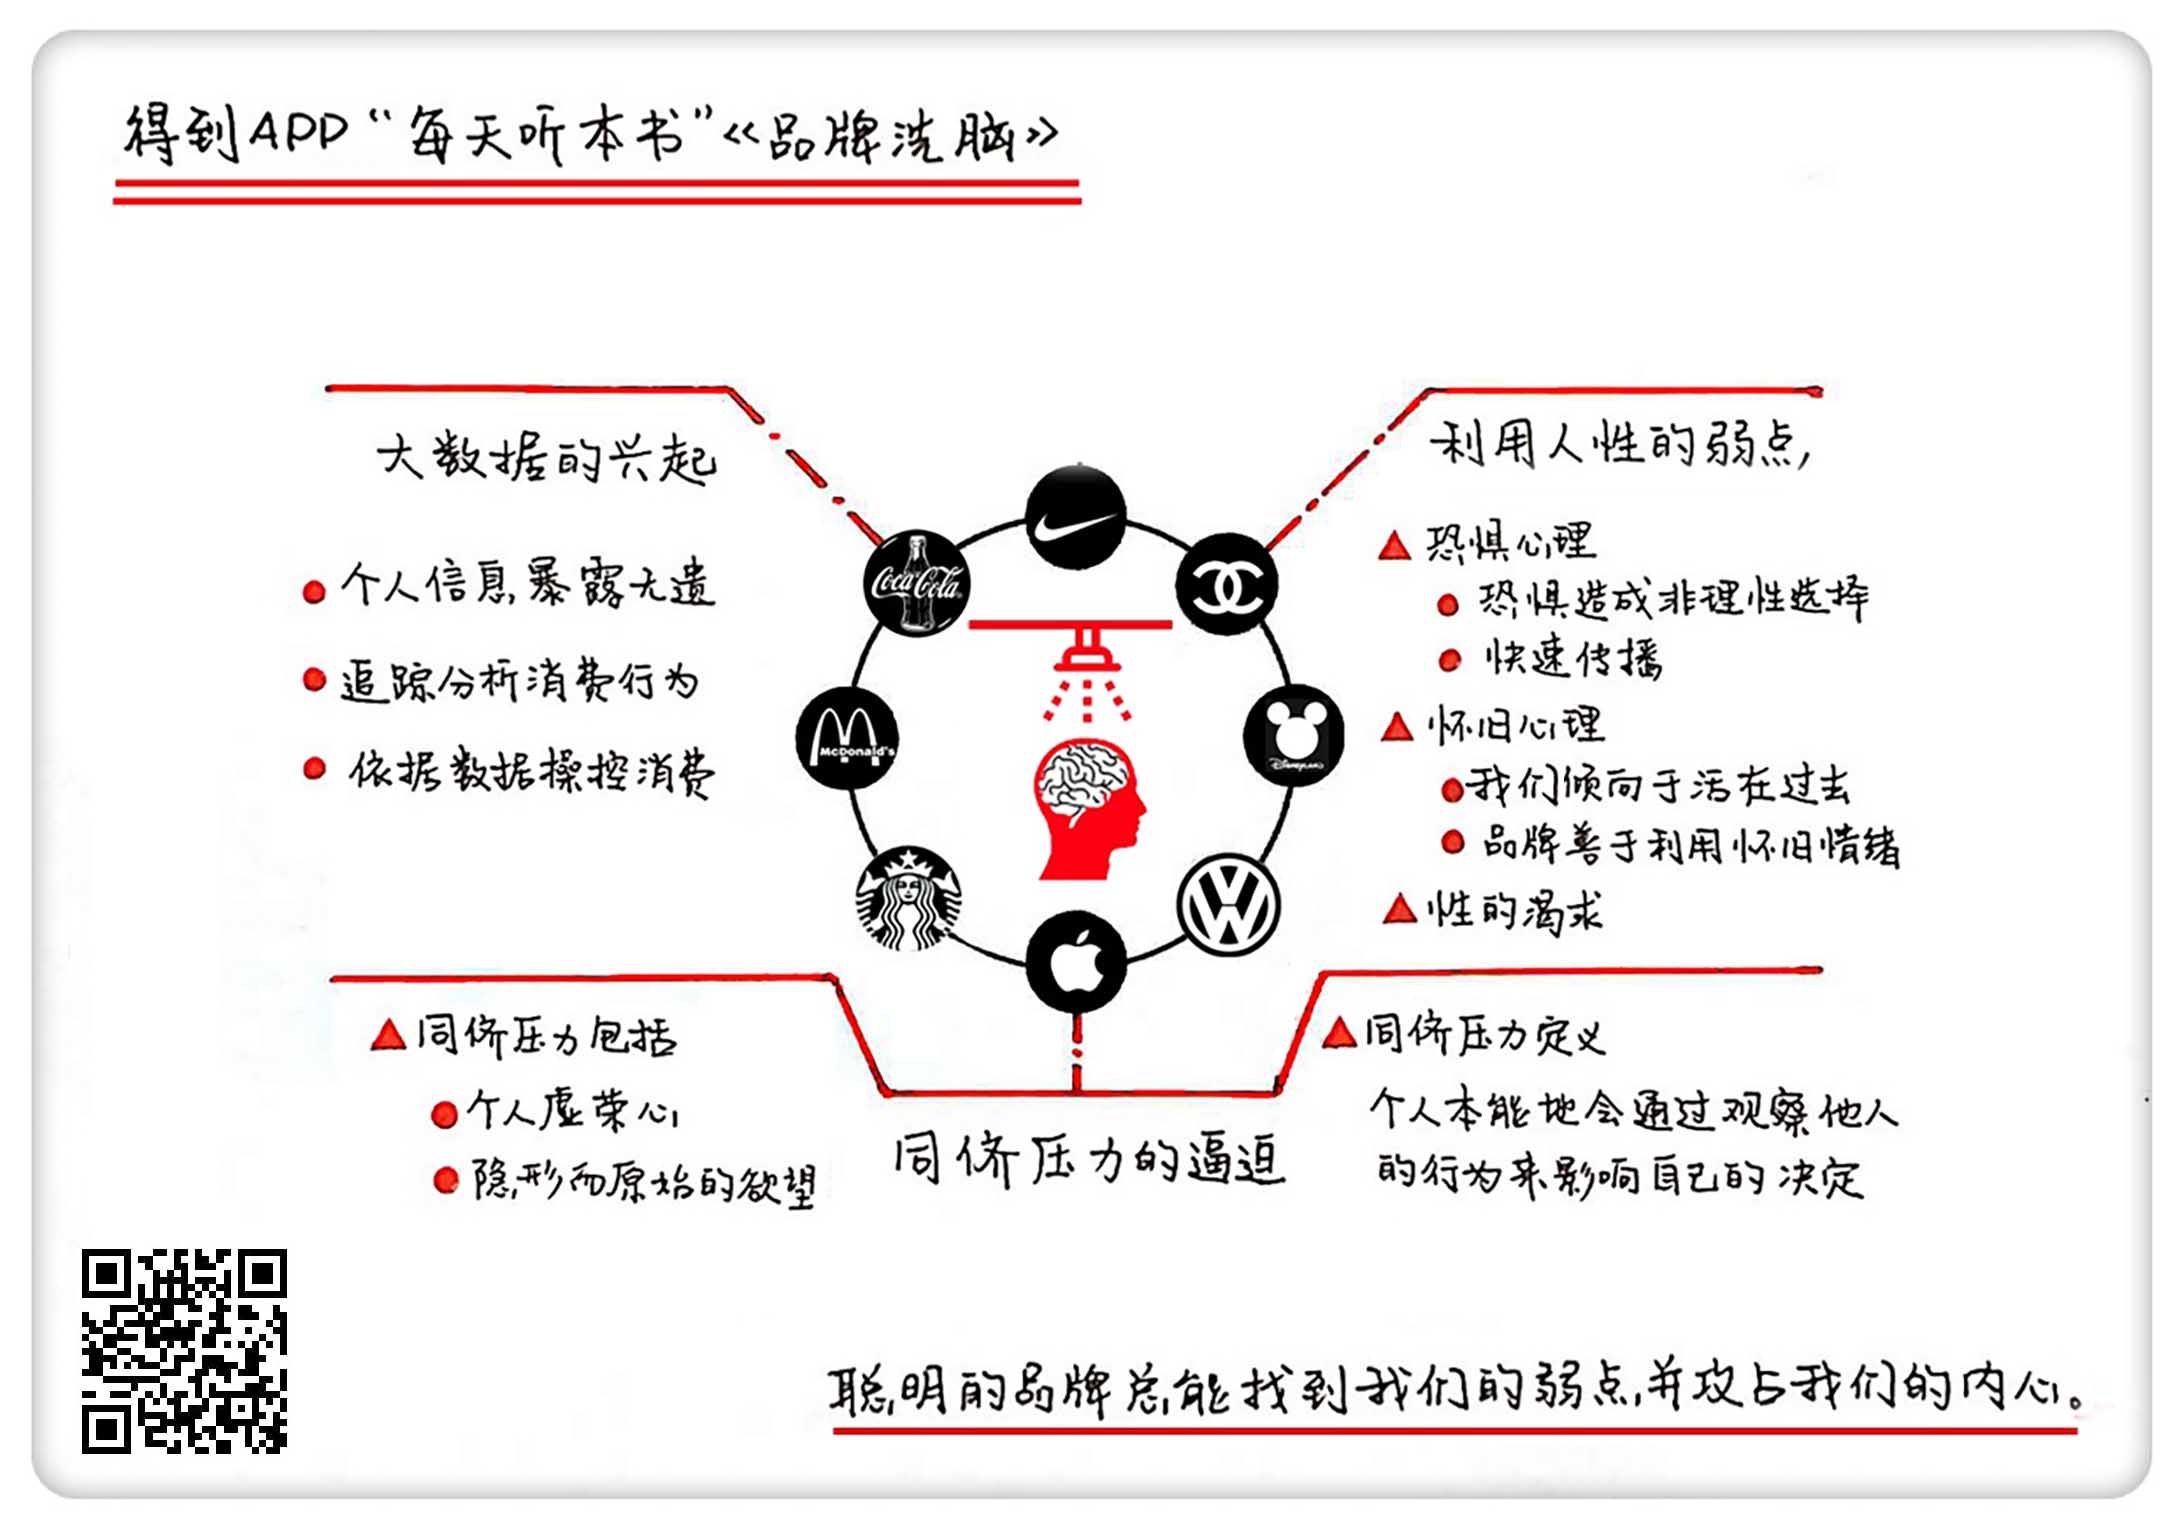 得到APP“每天听本书”《品牌洗脑》
大数据的兴起
个人信息暴露无遗
追踪分析消费行为
依据数据操控消费
利用人性的弱点,
恐惧心理
恐惧造成非理性选择
快速传播
怀旧心理
我们倾向于活在过去
品牌善于利用怀旧情绪
性的渴求
Coca-Cola
McDonald's
DISNEYLAND
同侪压力包括
个人虚荣心
隐形而原始的欲望
同侪压力的逼迫
同侪压力定义
个人本能地会通过观察他人
的行为来影响自己的决定
聪明的品牌总能找到我们的弱点,并攻占我们的内心。